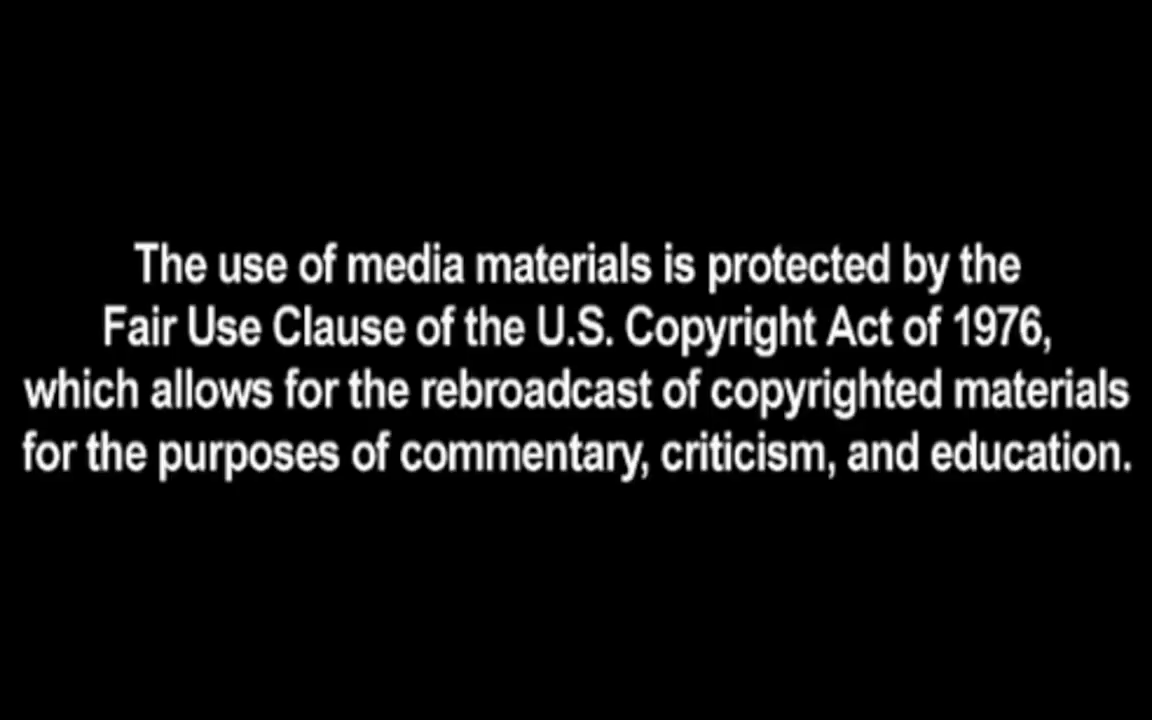 The use of media materials is protected by the
Fair Use Clause of the U.S. Copyright Act of 1976,
which allows for the rebroadcast of copyrighted materials
for the purposes of commentary, criticism, and education.